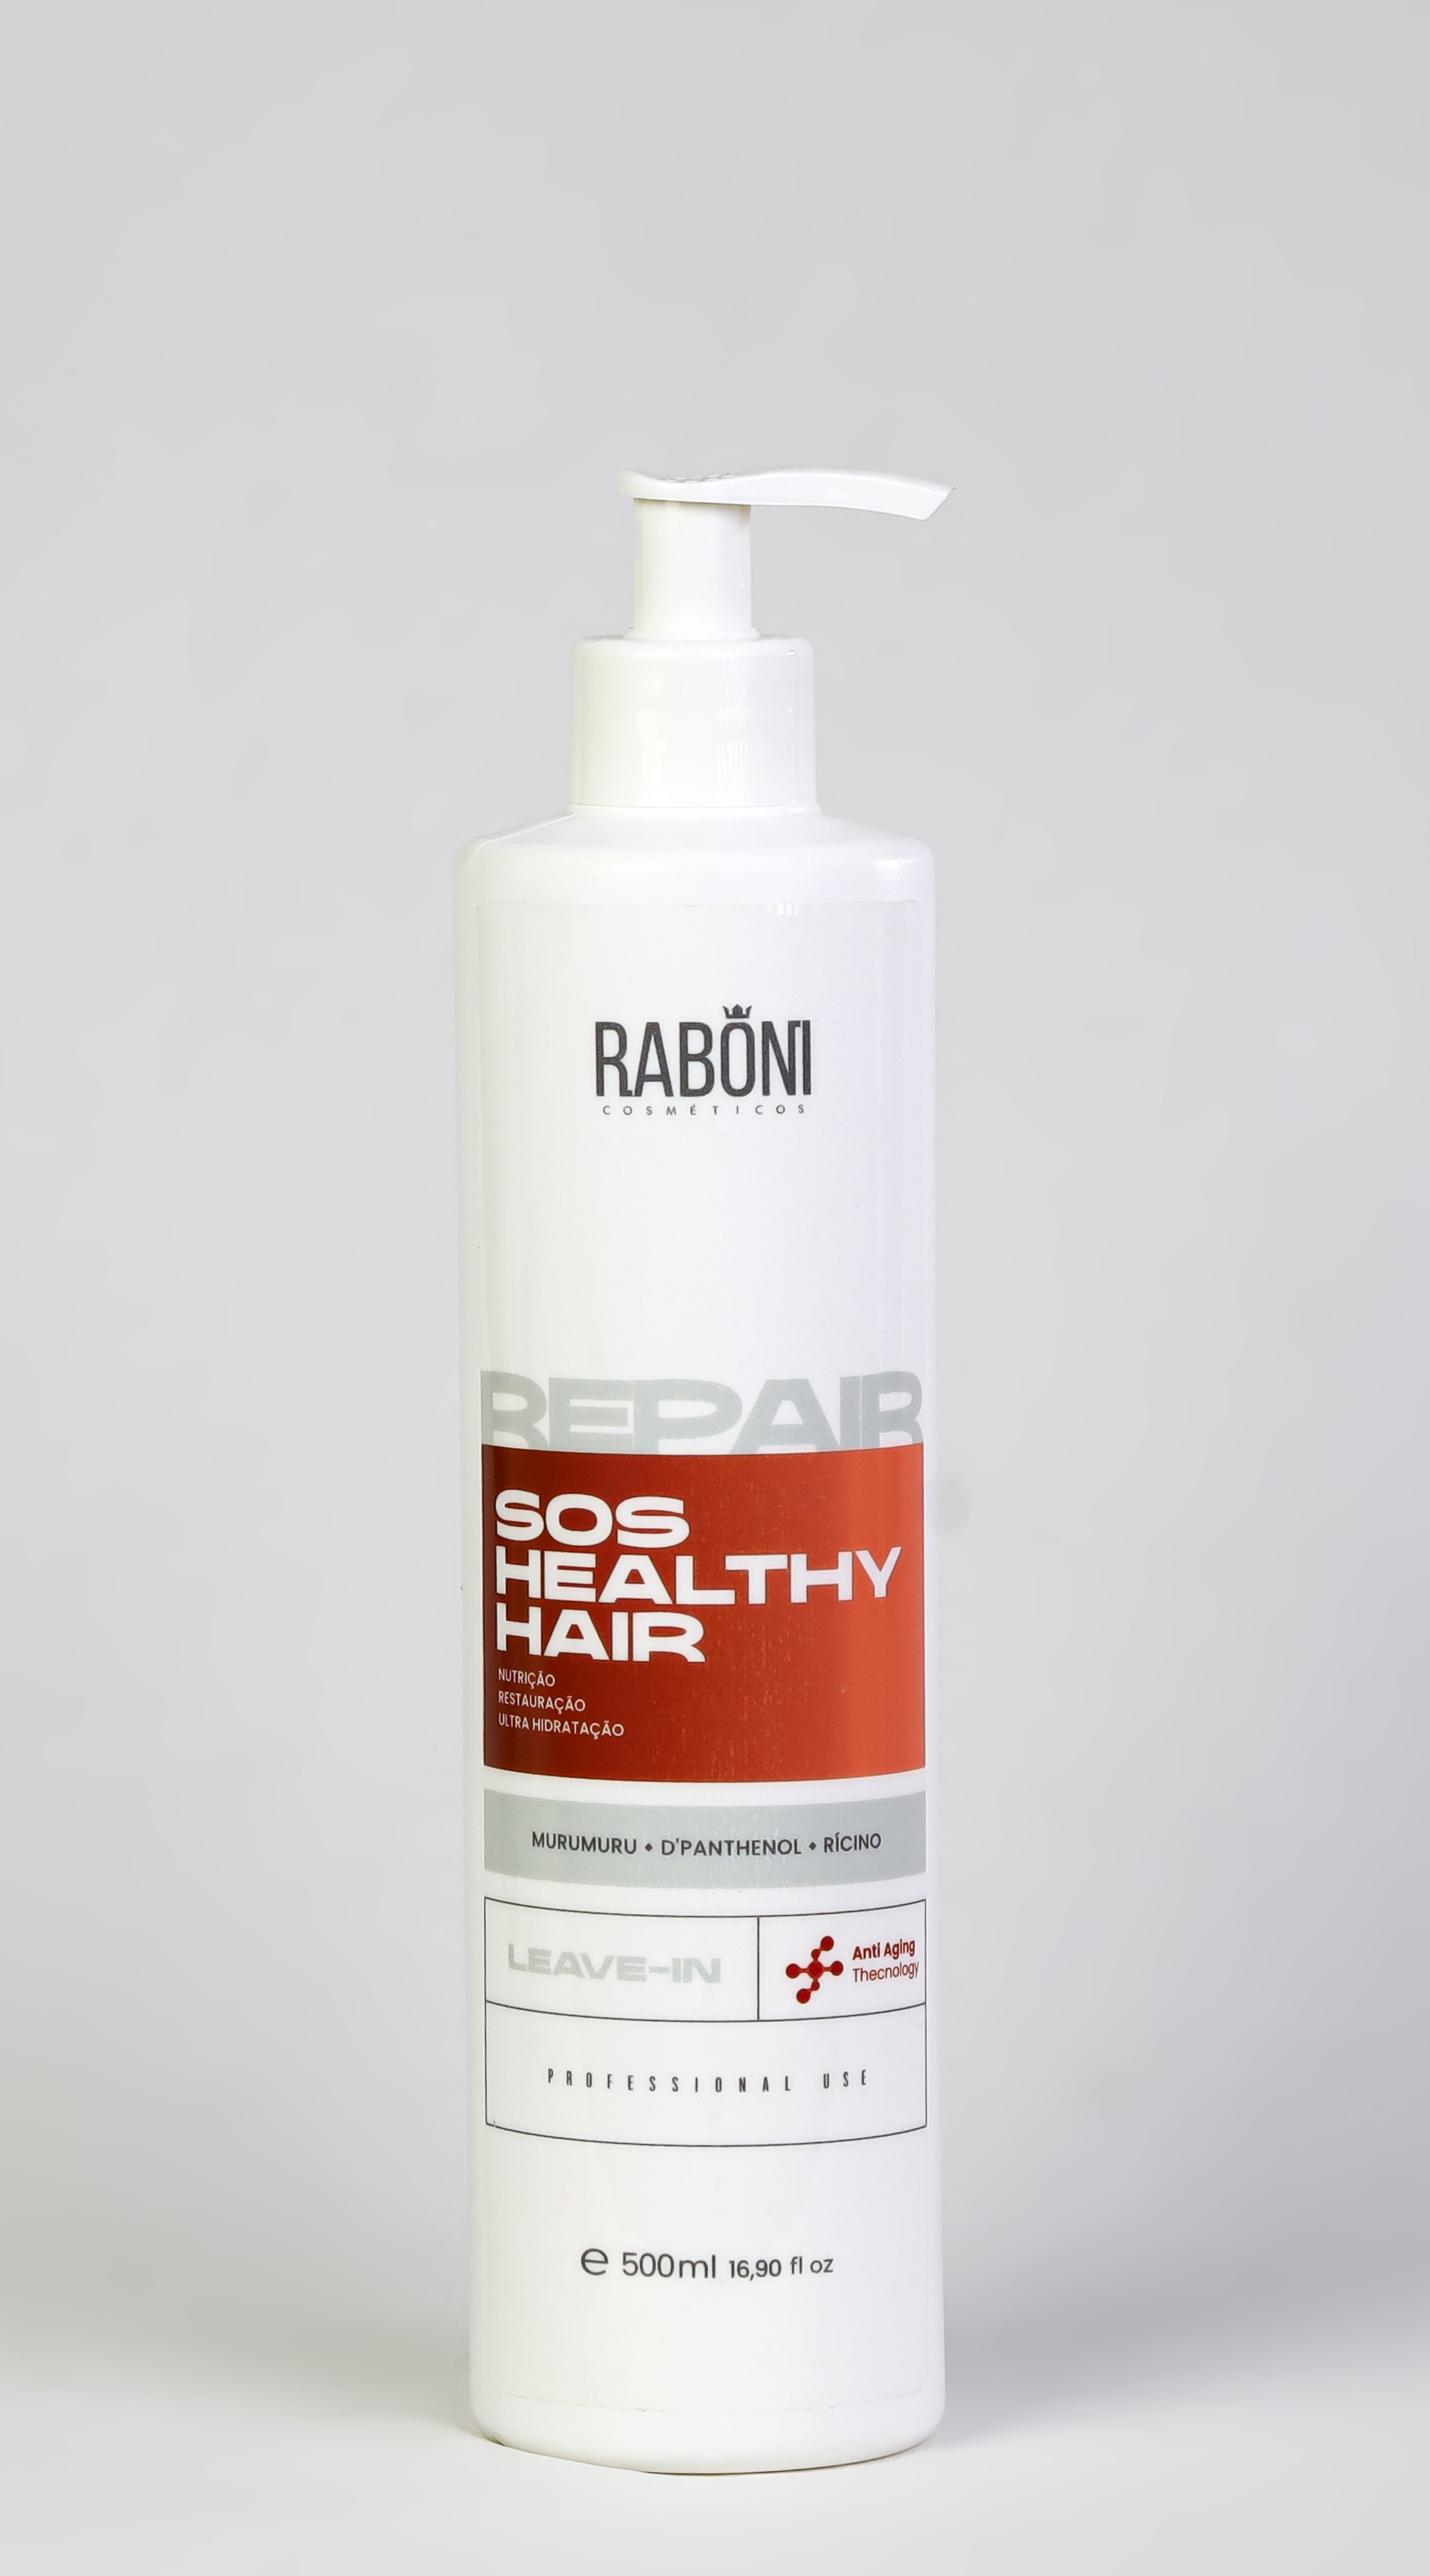 RABONI
COSMÉTICOS
REPAIR
SOS
HEALTHY
HAIR
NUTRIÇÃO
RESTAURAÇÃO
ULTRA HIDRATAÇÃO
MURUMURU • D'PANTHENOL • RÍCINO
LEAVE-IN
Anti Aging
Thecnology
PROFESSIONAL USE
e 500ml 16,90 fl oz